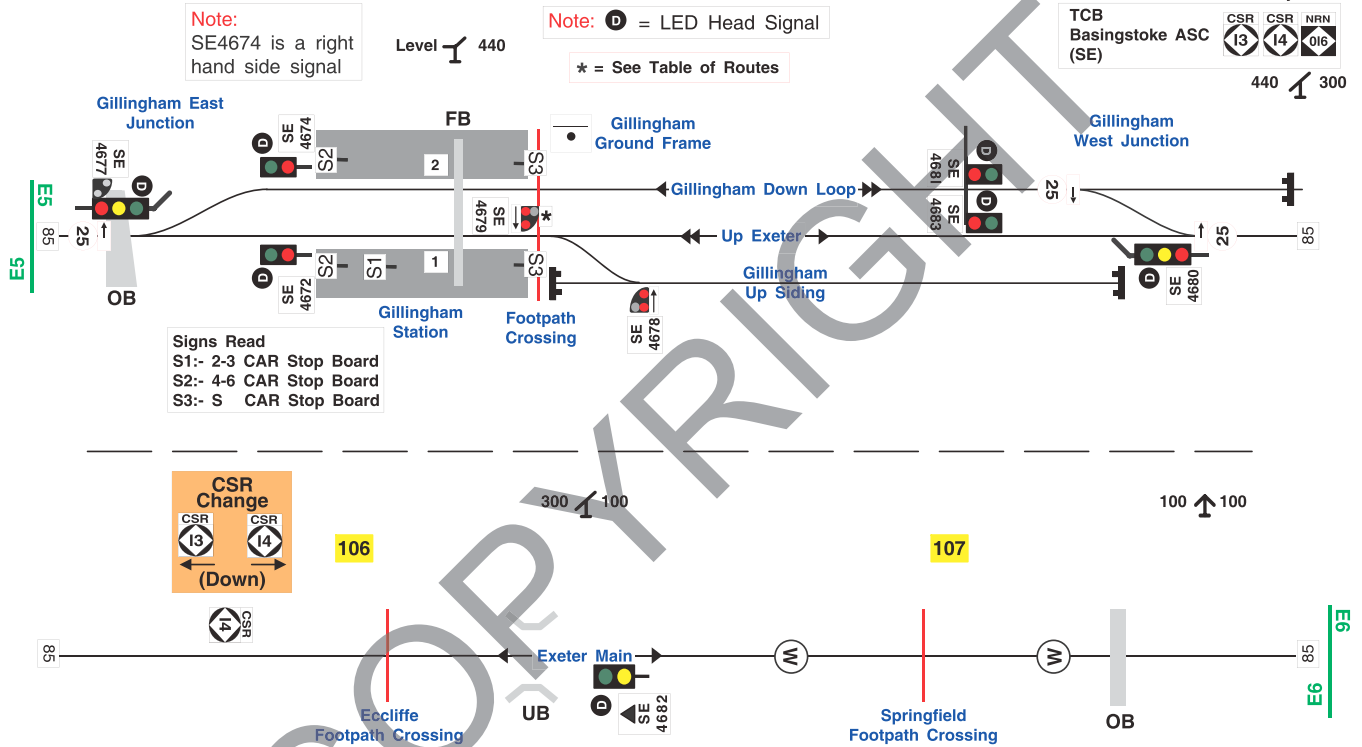 Note:
SE4674 is a right
hand side signal
Level 440
Note: D = LED Head Signal
* = See Table of Routes
TCB
Basingstoke ASC
(SE)
CSR
13
CSR
14
NRN
016
440 300
Gillingham East
Junction
FB
Gillingham
Ground Frame
Gillingham
West Junction
SE
4677
D
D
SE
4674
S2
2
S3
SE
4681
D
E5
Gillingham Down Loop
25
SE
4679
*
SE
4683
D
85
25
Up Exeter
25
85
E5
OB
D
SE
4672
S2
S1
1
S3
Gillingham
Up Siding
D
SE
4680
Gillingham
Station
Footpath
Crossing
SE
4678
Signs Read
S1:- 2-3 CAR Stop Board
S2:- 4-6 CAR Stop Board
S3:- S CAR Stop Board
CSR
Change
CSR
13
CSR
14
(Down)
300 100
100 100
106
107
14
CSR
E6
85
Exeter Main
W
W
85
E6
D
SE
4682
UB
OB
Eccliffe
Footpath Crossing
Springfield
Footpath Crossing
COPYRIGHT